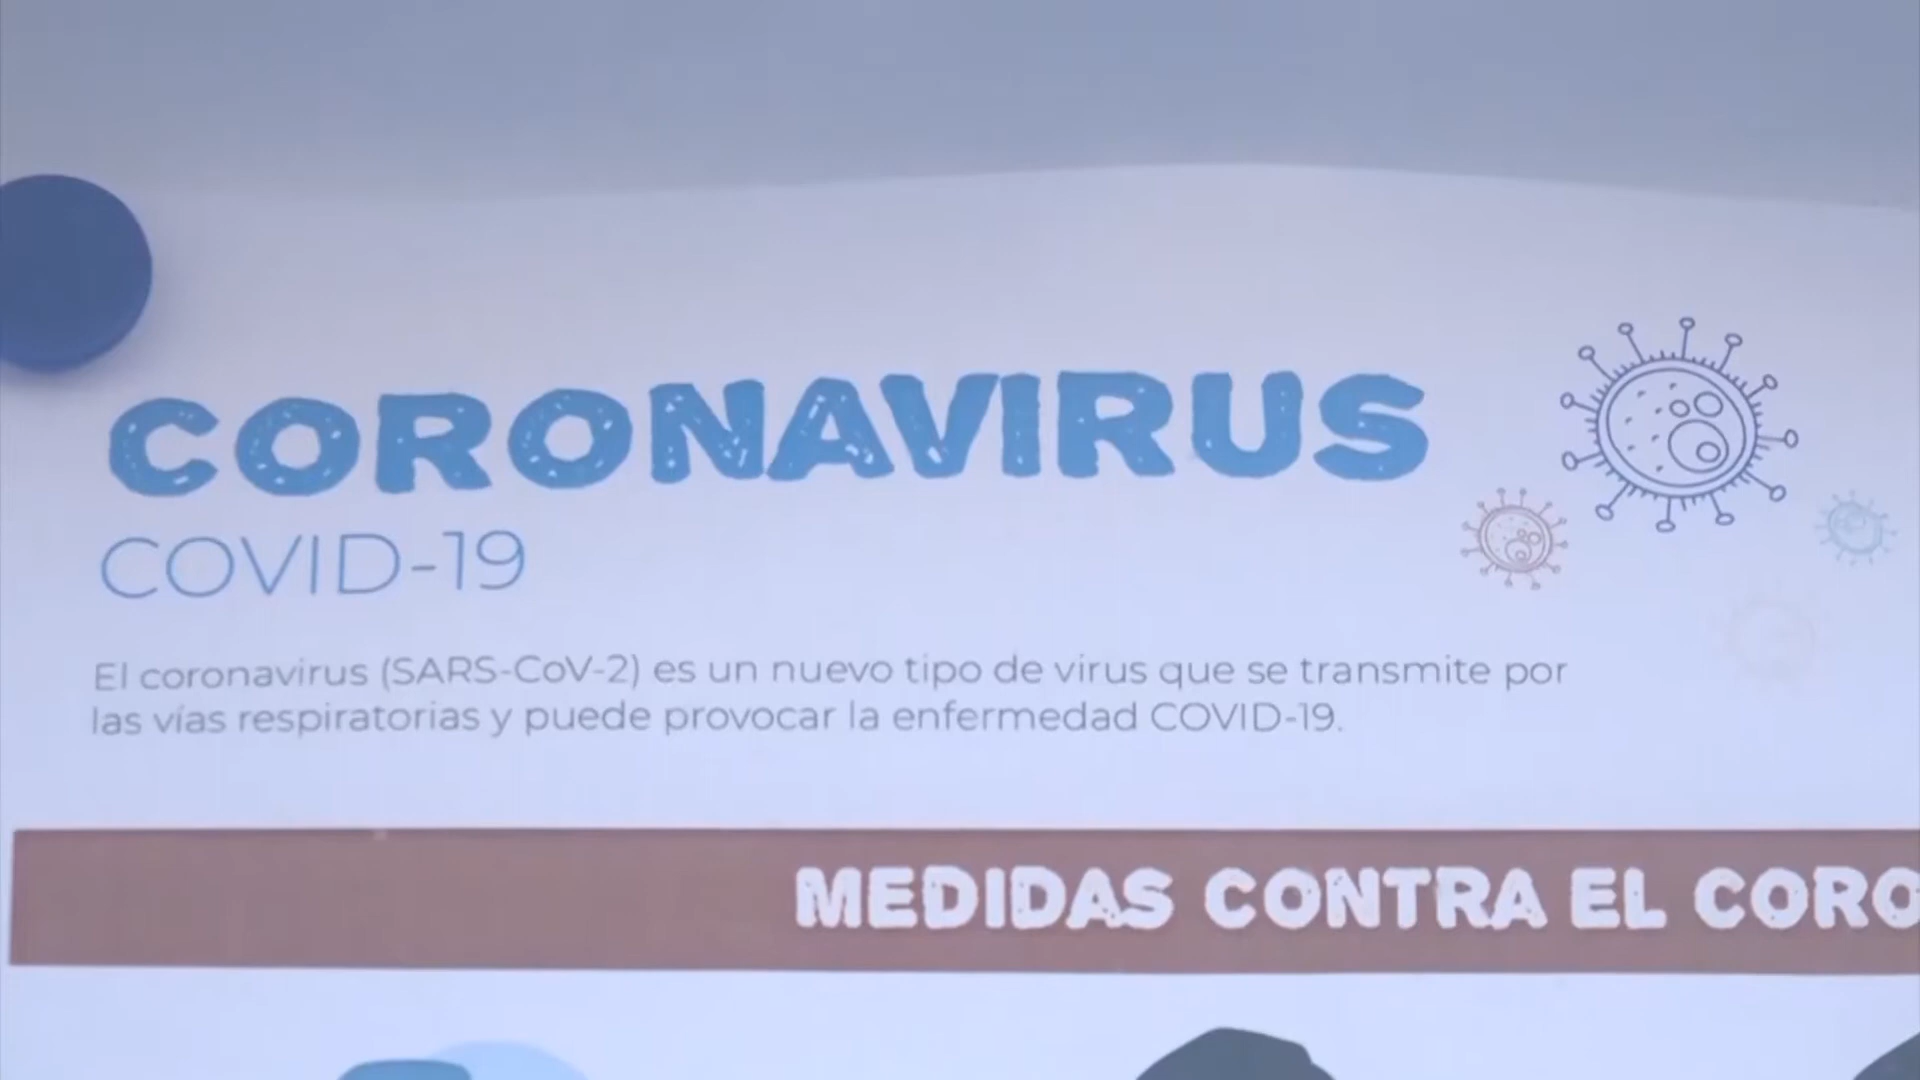 CORONAVIRUS
COVID-19
El coronavirus (SARS-CoV-2) es un nuevo tipo de virus que se transmite por
las vías respiratorias y puede provocar la enfermedad COVID-19.
MEDIDAS CONTRA EL CORO